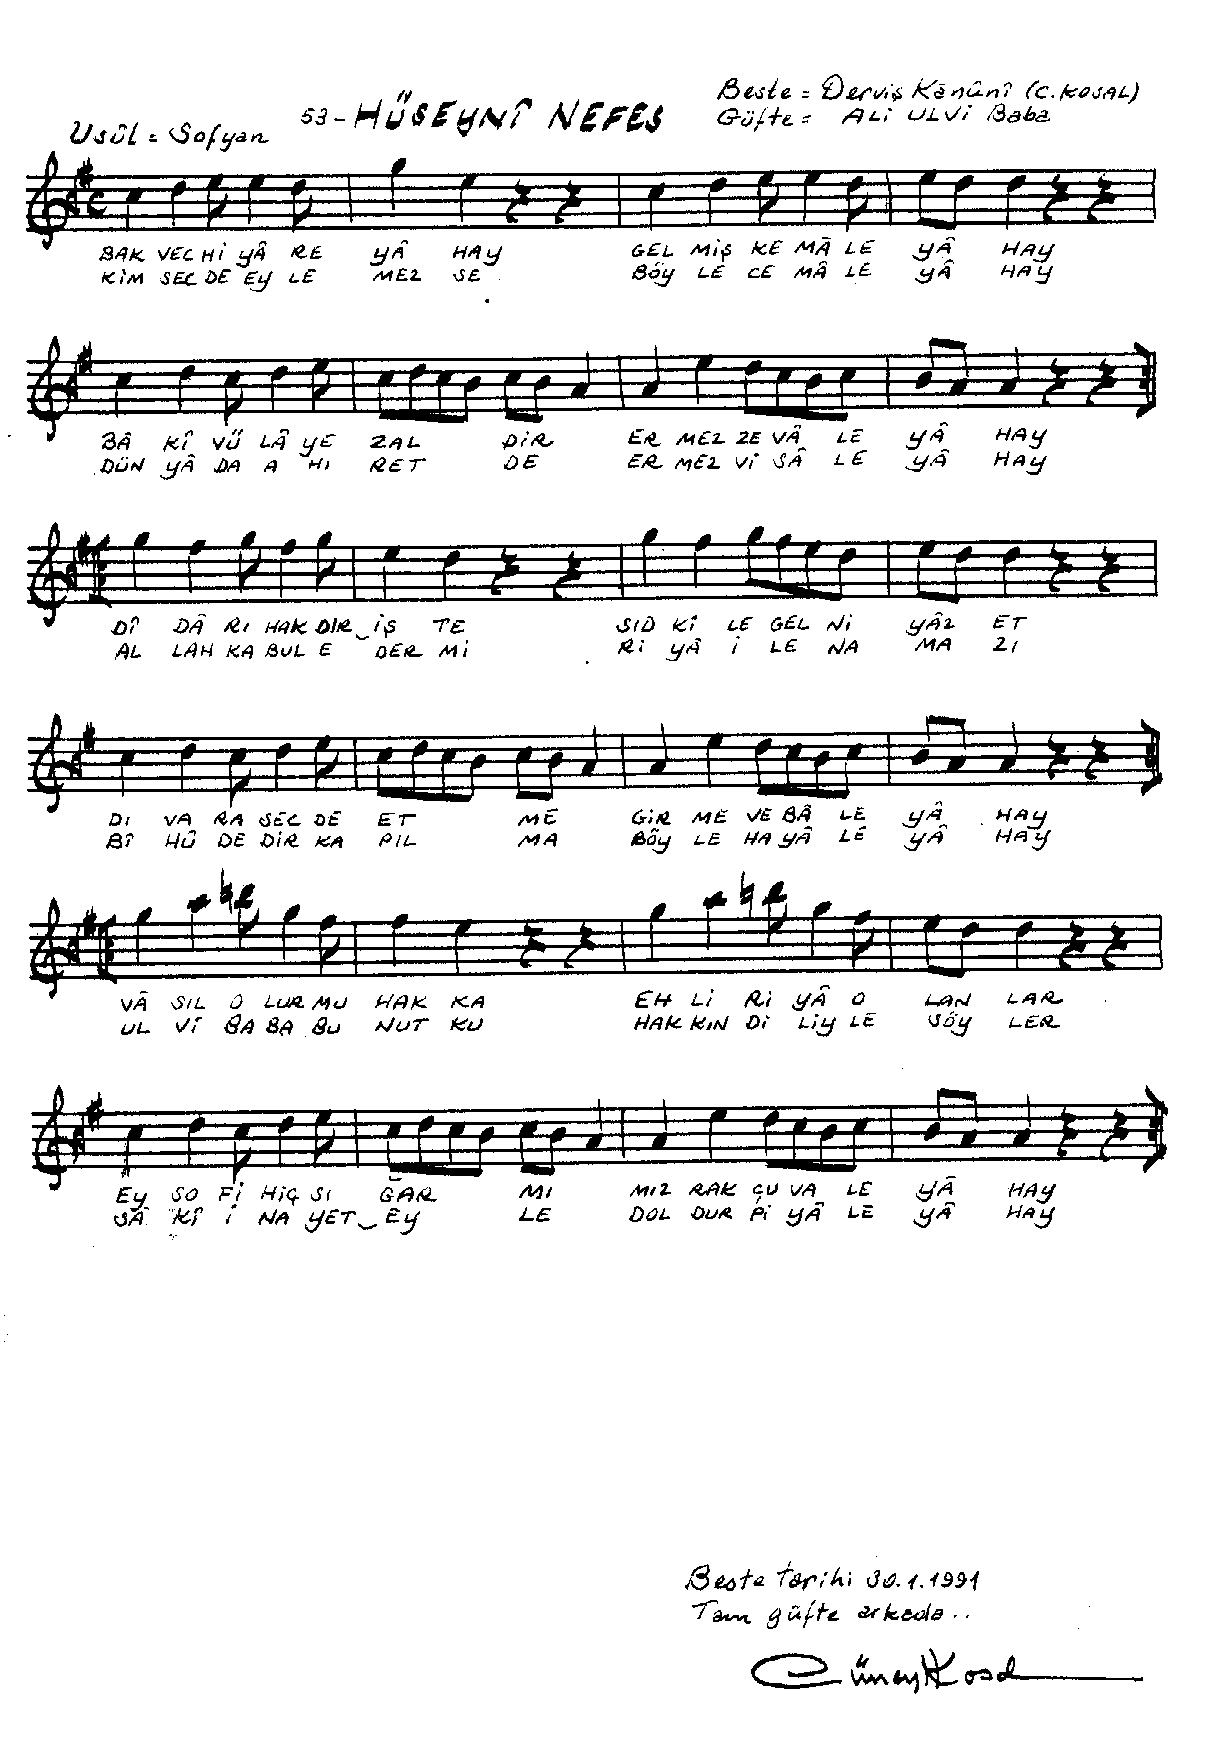 Beste = Derviş Kânûnî (C. KOSAL)
53 - HÜSEYNÎ NEFES
Güfte = ALİ ULVİ Baba
Usûl = Sofyan
BAK VECHİ YÂ RE YÂ HAY GEL MİŞ KE MÂ LE YÂ HAY
KİM SEC DE EY LE MEZ SE BÖY LE CE MÂ LE YÂ HAY
BÂ KÎ VÜ LÂ YE ZAL DİR ER MEZ ZE VÂ LE YÂ HAY
DÜN YÂ DA A HI RET DE ER MEZ Vİ SÂ LE YÂ HAY
DÎ DÂ RI HAK DIR İŞ TE SID KÎ LE GEL Nİ YÂZ ET
AL LAH KA BUL E DER Mİ Rİ YÂ İ LE NA MA ZI
DI VA RA SEC DE ET ME GİR ME VE BÂ LE YÂ HAY
BÎ HÛ DE DİR KA PIL MA BÖY LE HA YÂ LE YÂ HAY
VÂ SIL O LUR MU HAK KA EH Lİ Rİ YÂ O LAN LAR
UL Vİ BA BA BU NUT KU HAK KIN Dİ LİY LE SÖY LER
EY SO Fİ HİÇ SI ĞAR MI MIZ RAK ÇU VA LE YÂ HAY
SÂ KÎ İ NA YET EY LE DOL DUR Pİ YÂ LE YÂ HAY
Beste tarihi 30.1.1991
Tam güfte arkada..
Cüneyt Kosal